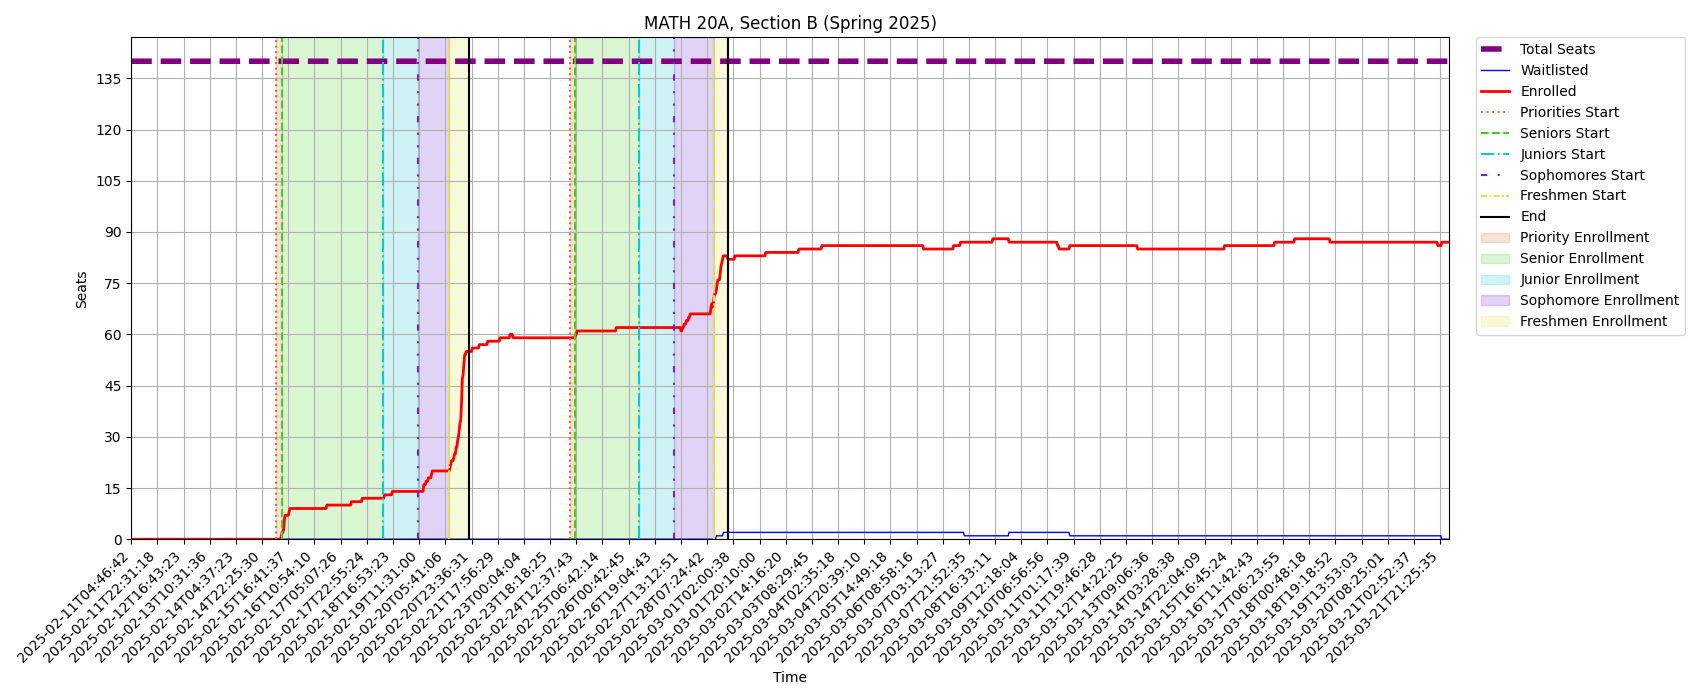 MATH 20A, Section B (Spring 2025)
Seats
135
120
105
90
75
60
45
30
15
0
2025-02-11T04:46:42
2025-02-11T22:31:18
2025-02-12T16:43:23
2025-02-13T10:31:36
2025-02-14T04:37:23
2025-02-14T22:25:30
2025-02-15T16:41:37
2025-02-16T10:54:10
2025-02-17T05:07:26
2025-02-17T22:55:24
2025-02-18T16:53:23
2025-02-19T11:31:00
2025-02-20T05:41:06
2025-02-20T23:36:31
2025-02-21T17:56:29
2025-02-23T00:04:04
2025-02-23T18:18:25
2025-02-24T12:37:43
2025-02-25T06:42:14
2025-02-26T00:42:45
2025-02-26T19:04:43
2025-02-27T13:12:51
2025-02-28T07:24:42
2025-03-01T02:00:38
2025-03-01T20:10:00
2025-03-02T14:16:20
2025-03-03T08:29:45
2025-03-04T02:35:18
2025-03-04T20:39:10
2025-03-05T14:49:18
2025-03-06T08:58:16
2025-03-07T03:13:27
2025-03-07T21:52:35
2025-03-08T16:33:11
2025-03-09T12:18:04
2025-03-10T06:56:56
2025-03-11T01:17:39
2025-03-11T19:46:28
2025-03-12T14:22:25
2025-03-13T09:06:36
2025-03-14T03:28:38
2025-03-14T22:04:09
2025-03-15T16:45:24
2025-03-16T11:42:43
2025-03-17T06:23:55
2025-03-18T00:48:18
2025-03-18T19:18:52
2025-03-19T13:53:03
2025-03-20T08:25:01
2025-03-21T02:52:37
2025-03-21T21:25:35
Time
Total Seats
Waitlisted
Enrolled
Priorities Start
Seniors Start
Juniors Start
Sophomores Start
Freshmen Start
End
Priority Enrollment
Senior Enrollment
Junior Enrollment
Sophomore Enrollment
Freshmen Enrollment